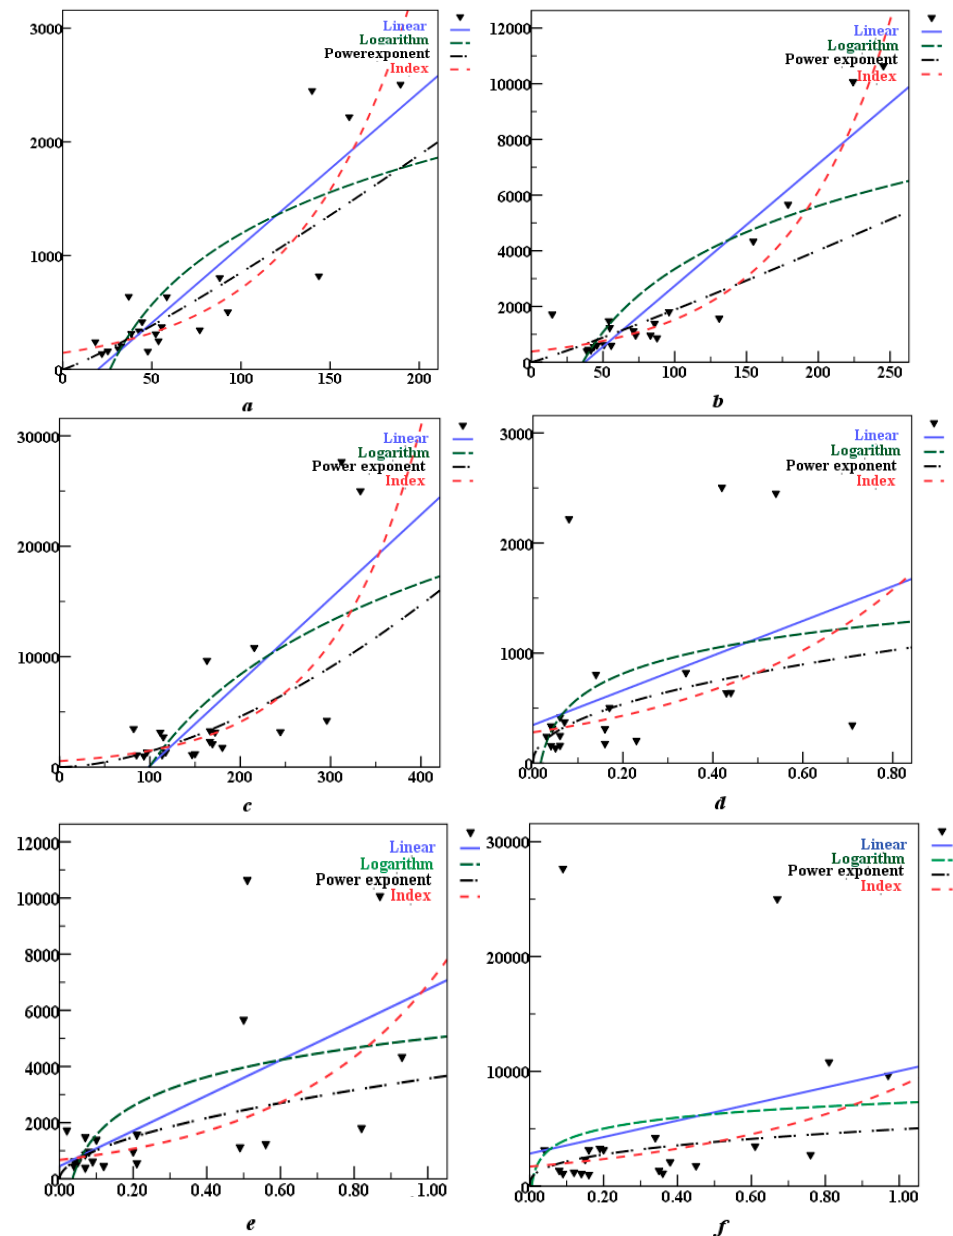 3000
2000
1000
0
0
50
100
150
200
Linear
Logarithm
Powerexponent
Index
a
12000
10000
8000
6000
4000
2000
0
0
50
100
150
200
250
Linear
Logarithm
Power exponent
Index
b
30000
20000
10000
0
0
100
200
300
400
Linear
Logarithm
Power exponent
Index
c
3000
2000
1000
0
0.00
0.20
0.40
0.60
0.80
Linear
Logarithm
Power exponent
Index
d
12000
10000
8000
6000
4000
2000
0
0.00
0.20
0.40
0.60
0.80
1.00
Linear
Logarithm
Power exponent
Index
e
30000
20000
10000
0
0.00
0.20
0.40
0.60
0.80
1.00
Linear
Logarithm
Power exponent
Index
f